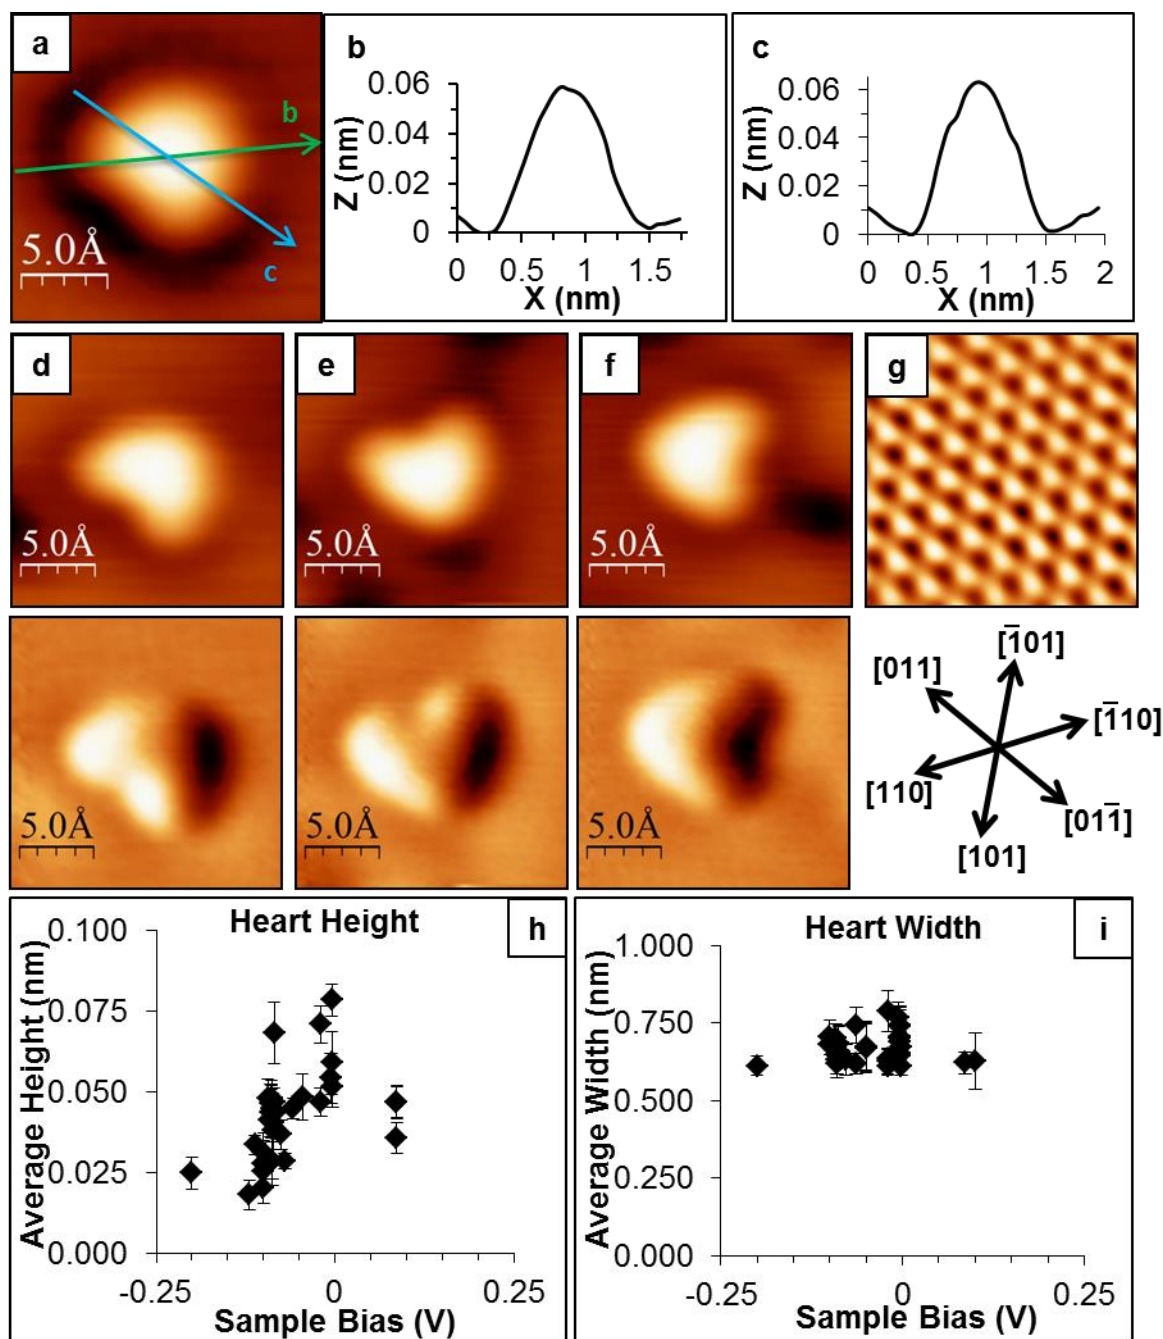 a
b
c
5.0Å
b
Z (nm)
0.06
0.04
0.02
0
0
0.5
1
1.5
X (nm)
c
Z (nm)
0.06
0.04
0.02
0
0
0.5
1
1.5
2
X (nm)
d
5.0Å
e
5.0Å
f
5.0Å
g
5.0Å
5.0Å
5.0Å
[1̅01]
[011]
[1̅10]
[110]
[011̅]
[101]
Heart Height
h
Average Height (nm)
0.100
0.075
0.050
0.025
0.000
-0.25
0
0.25
Sample Bias (V)
Heart Width
i
Average Width (nm)
1.000
0.750
0.500
0.250
0.000
-0.25
0
0.25
Sample Bias (V)